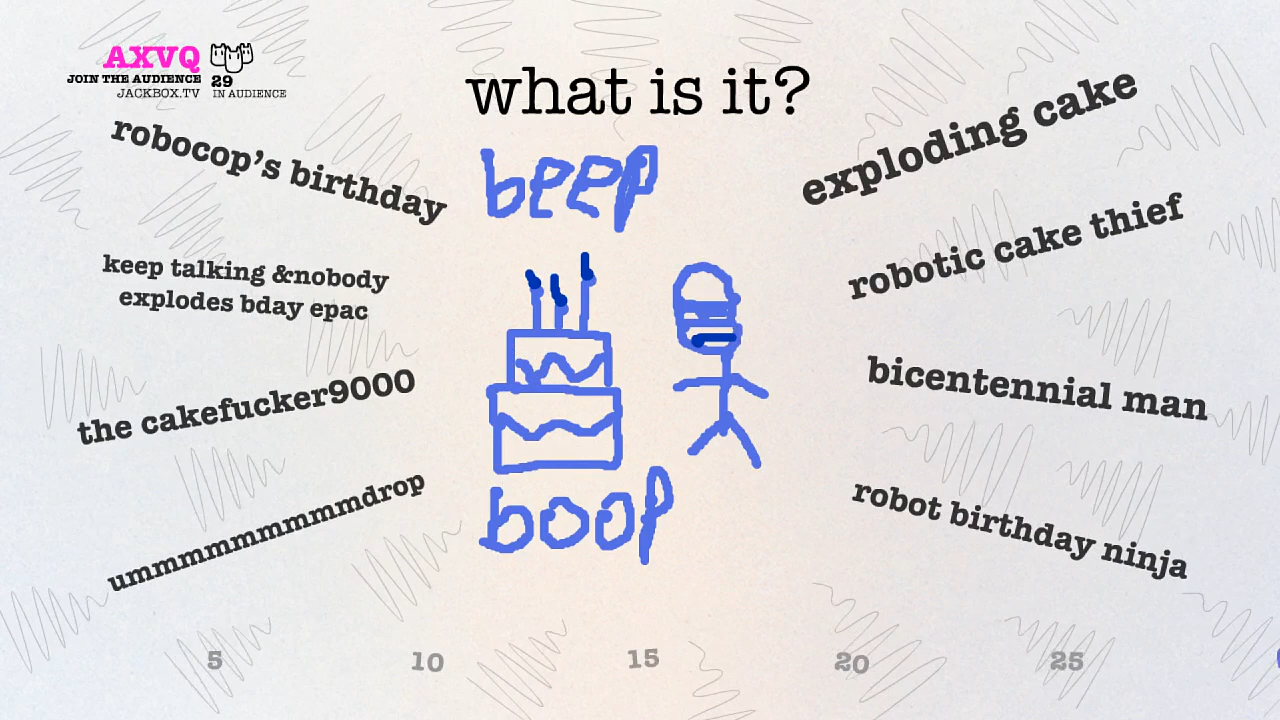 AXVQ
JOIN THE AUDIENCE 29
JACKBOX.TV IN AUDIENCE
what is it?
beep
boop
robocop's birthday
keep talking &nobody
explodes bday epac
the cakefucker9000
ummmmmmmmmdrop
exploding cake
robotic cake thief
bicentennial man
robot birthday ninja
5 10 15 20 25